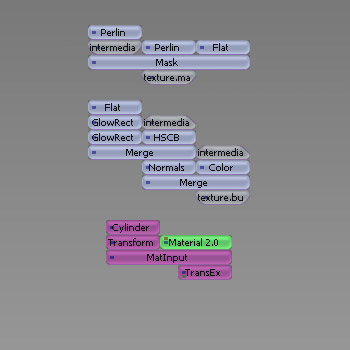 Perlin
intermedia Perlin Flat
Mask
texture.ma
Flat
GlowRect intermedia
GlowRect HSCB
Merge intermedia
Normals Color
Merge
texture.bu
Cylinder
Transform Material 2.0
MatInput
TransEx